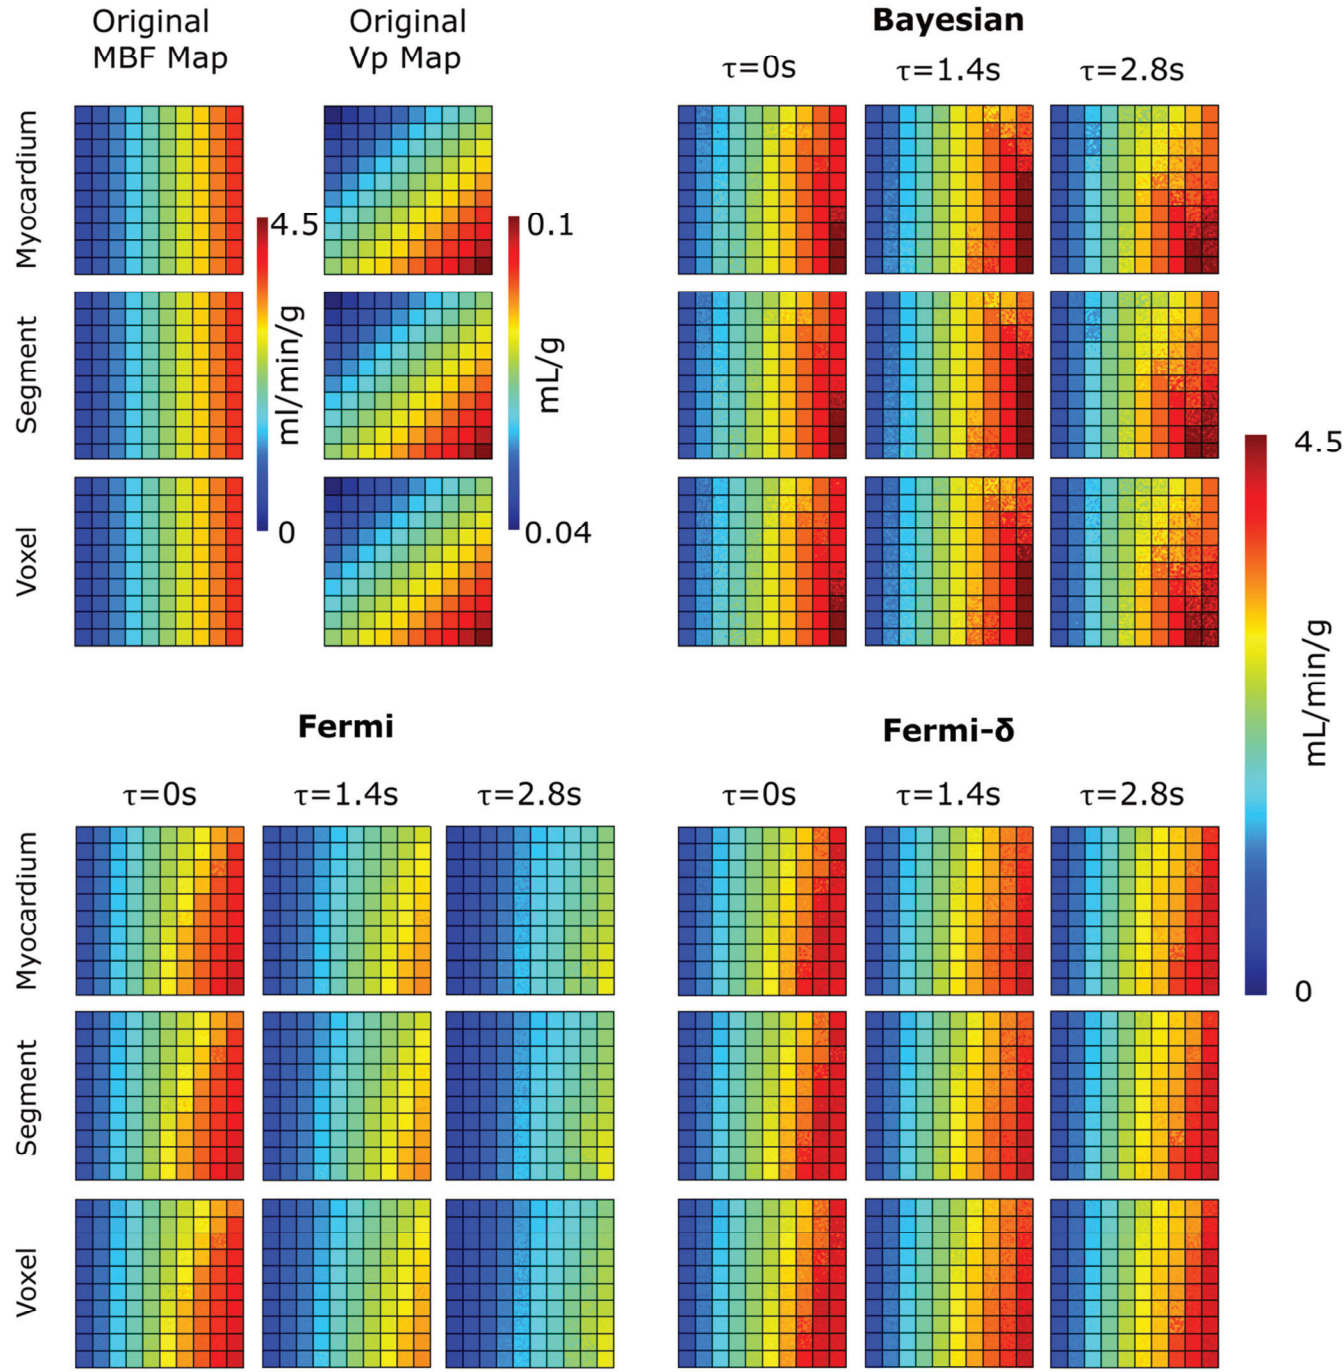 Original
MBF Map
Original
Vp Map
Bayesian
τ=0s
τ=1.4s
τ=2.8s
Myocardium
Segment
Voxel
4.5
ml/min/g
0
0.1
mL/g
0.04
4.5
mL/min/g
0
Fermi
τ=0s
τ=1.4s
τ=2.8s
Fermi-δ
τ=0s
τ=1.4s
τ=2.8s
Myocardium
Segment
Voxel